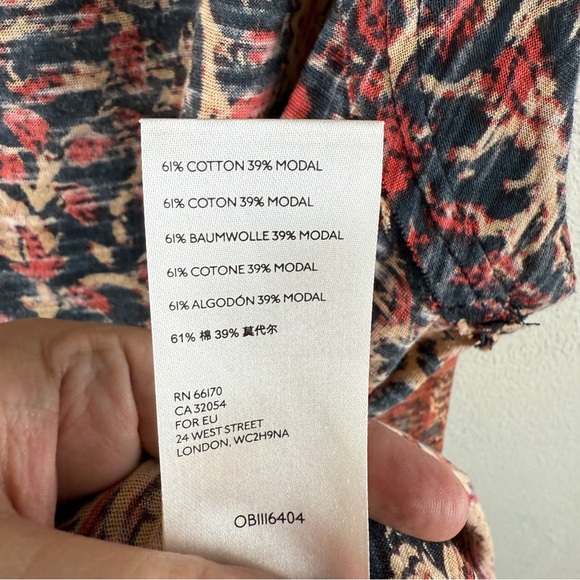 61% COTTON 39% MODAL
61% COTON 39% MODAL
61% BAUMWOLLE 39% MODAL
61% COTONE 39% MODAL
61% ALGODÓN 39% MODAL
61% 棉 39% 莫代尔
RN 66170
CA 32054
FOR EU
24 WEST STREET
LONDON, WC2H9NA
OB1116404